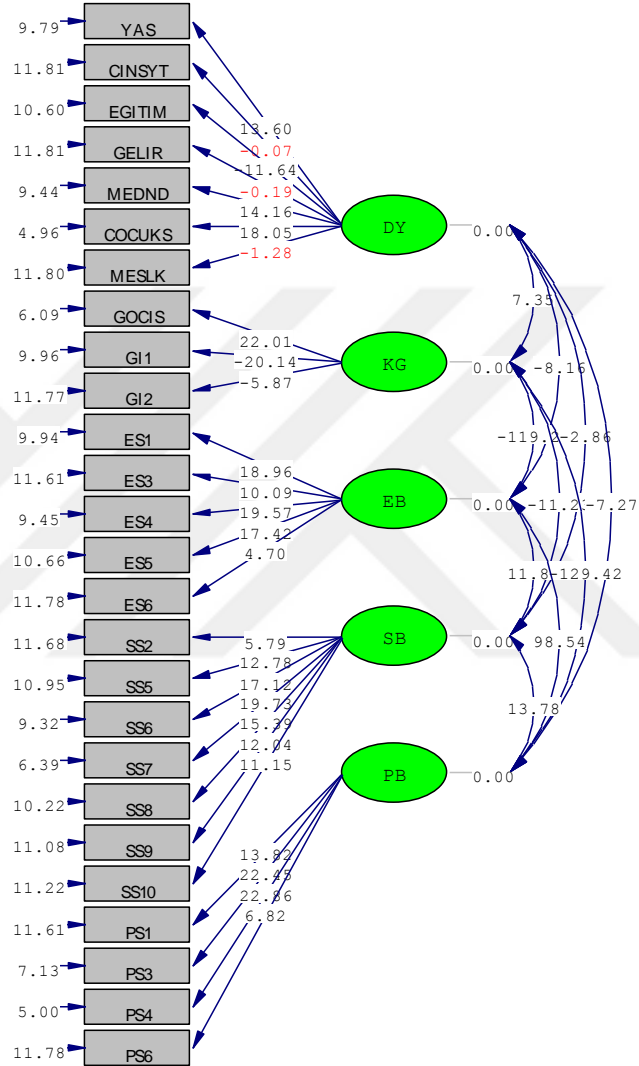 9.79 YAS
11.81 CINSYT
10.60 EGITIM
11.81 GELIR
9.44 MEDND
4.96 COCUKS
11.80 MESLK
6.09 GOCIS
9.96 GI1
11.77 GI2
9.94 ES1
11.61 ES3
9.45 ES4
10.66 ES5
11.78 ES6
11.68 SS2
10.95 SS5
9.32 SS6
6.39 SS7
10.22 SS8
11.08 SS9
11.22 SS10
11.61 PS1
7.13 PS3
5.00 PS4
11.78 PS6
13.60
-0.07
-11.64
-0.19
14.16
18.05
-1.28
22.01
-20.14
-5.87
18.96
10.09
19.57
17.42
4.70
5.79
12.78
17.12
19.73
15.39
12.04
11.15
13.82
22.45
22.86
6.82
DY 0.00
KG 0.00
EB 0.00
SB 0.00
PB 0.00
7.35
-8.16
-2.86
-7.27
-129.42
11.8
98.54
13.78